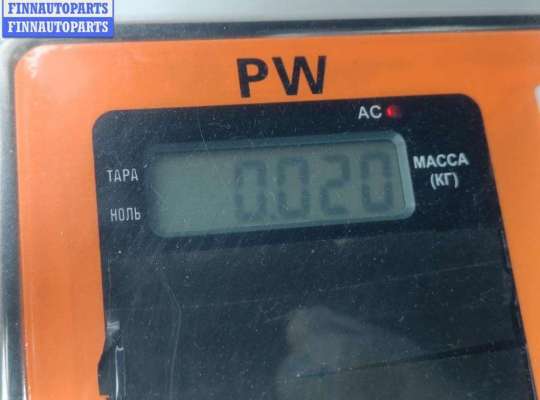 FINNAUTOPARTS
FINNAUTOPARTS
PW
AC
ТАРА
0.020
МАССА
(КГ)
НОЛЬ